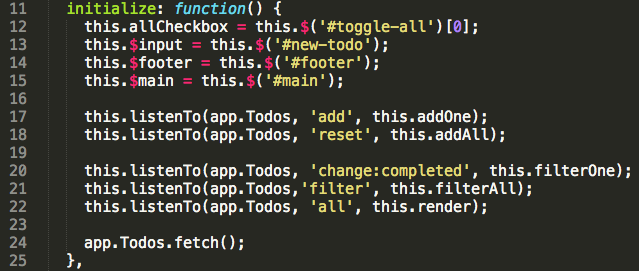 11 initialize: function() {
12 this.allCheckbox = this.$('#toggle-all')[0];
13 this.$input = this.$('#new-todo');
14 this.$footer = this.$('#footer');
15 this.$main = this.$('#main');
16
17 this.listenTo(app.Todos, 'add', this.addOne);
18 this.listenTo(app.Todos, 'reset', this.addAll);
19
20 this.listenTo(app.Todos, 'change:completed', this.filterOne);
21 this.listenTo(app.Todos,'filter', this.filterAll);
22 this.listenTo(app.Todos, 'all', this.render);
23
24 app.Todos.fetch();
25 },